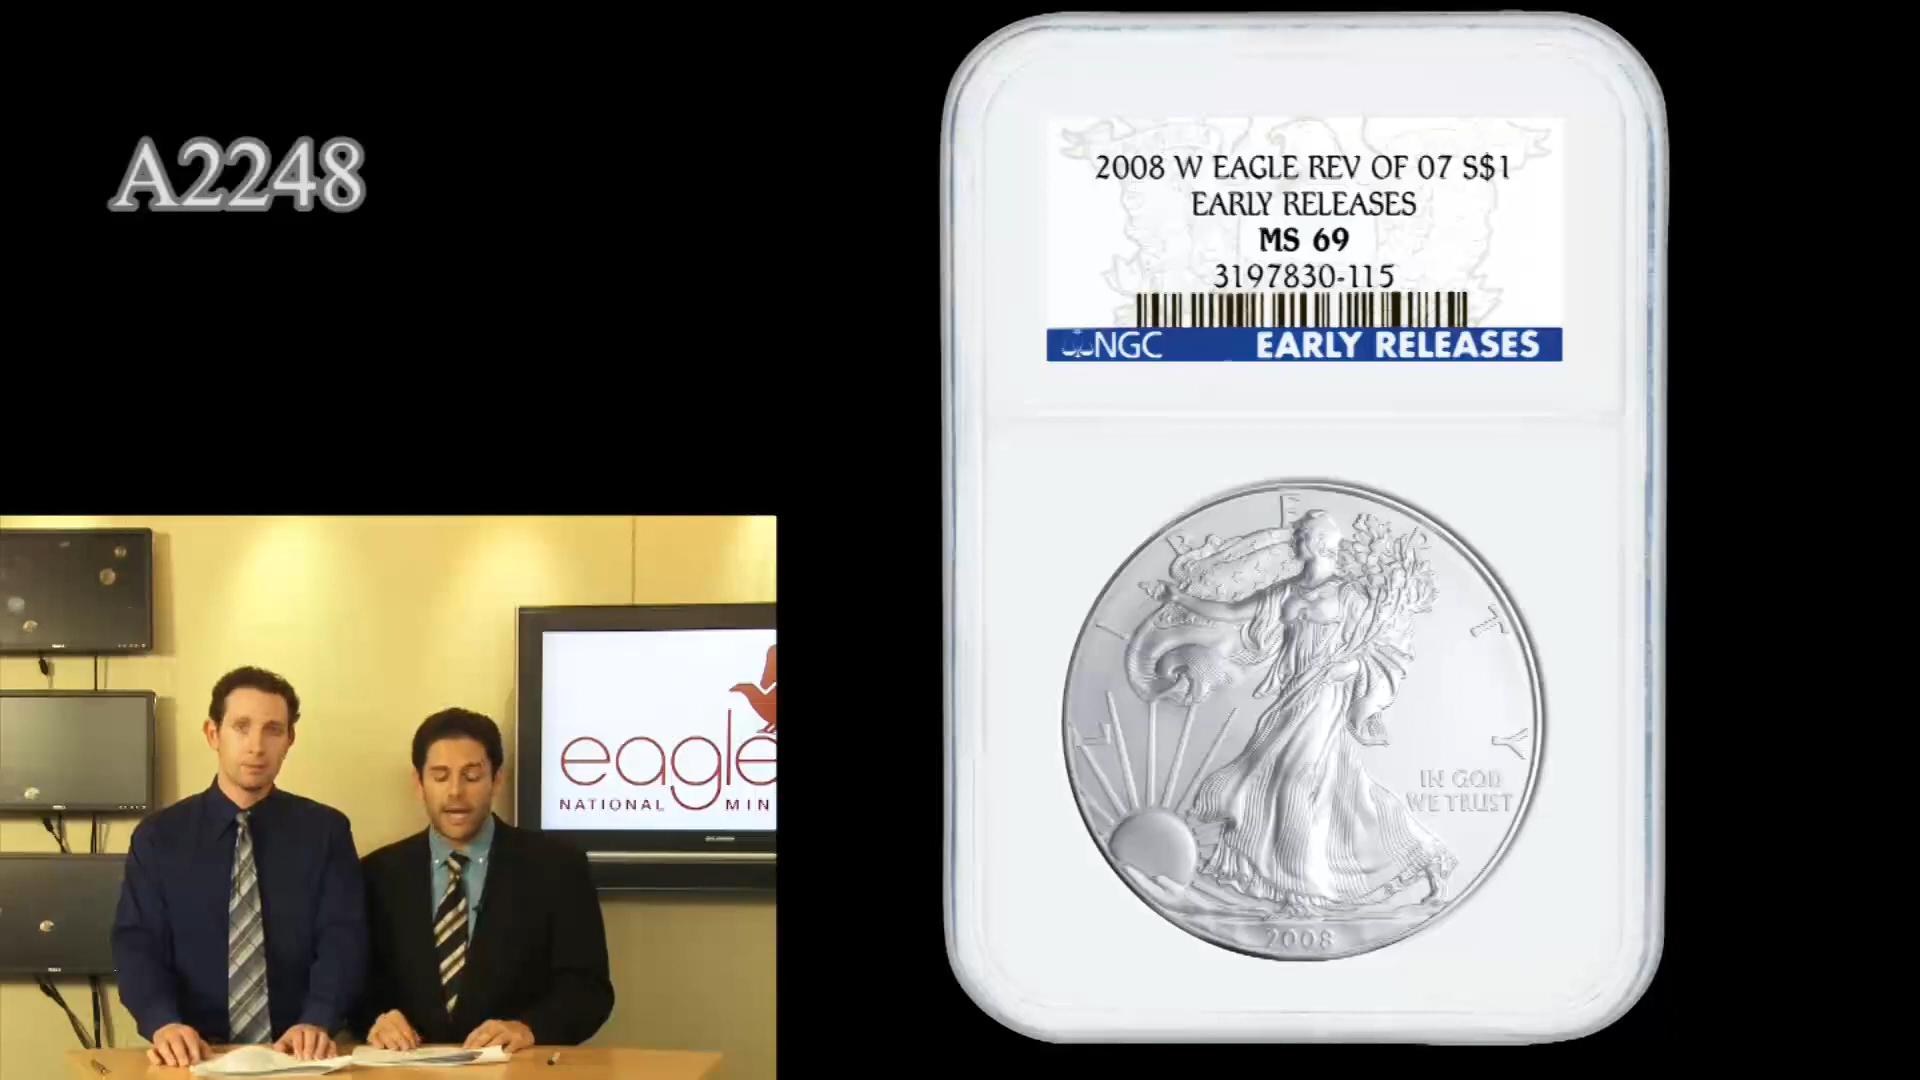 A2248
2008 W EAGLE REV OF 07 S$1
EARLY RELEASES
MS 69
3197830-115
NGC EARLY RELEASES
LIBERTY
IN GOD
WE TRUST
2008
eagle
NATIONAL MIN